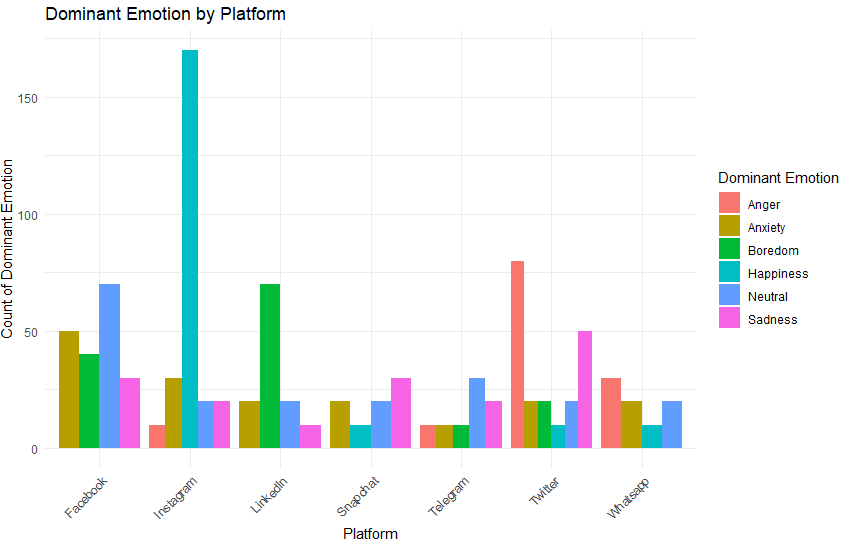 Dominant Emotion by Platform
Count of Dominant Emotion
150
100
50
0
Facebook
Instagram
LinkedIn
Snapchat
Telegram
Twitter
Whatsapp
Platform
Dominant Emotion
Anger
Anxiety
Boredom
Happiness
Neutral
Sadness